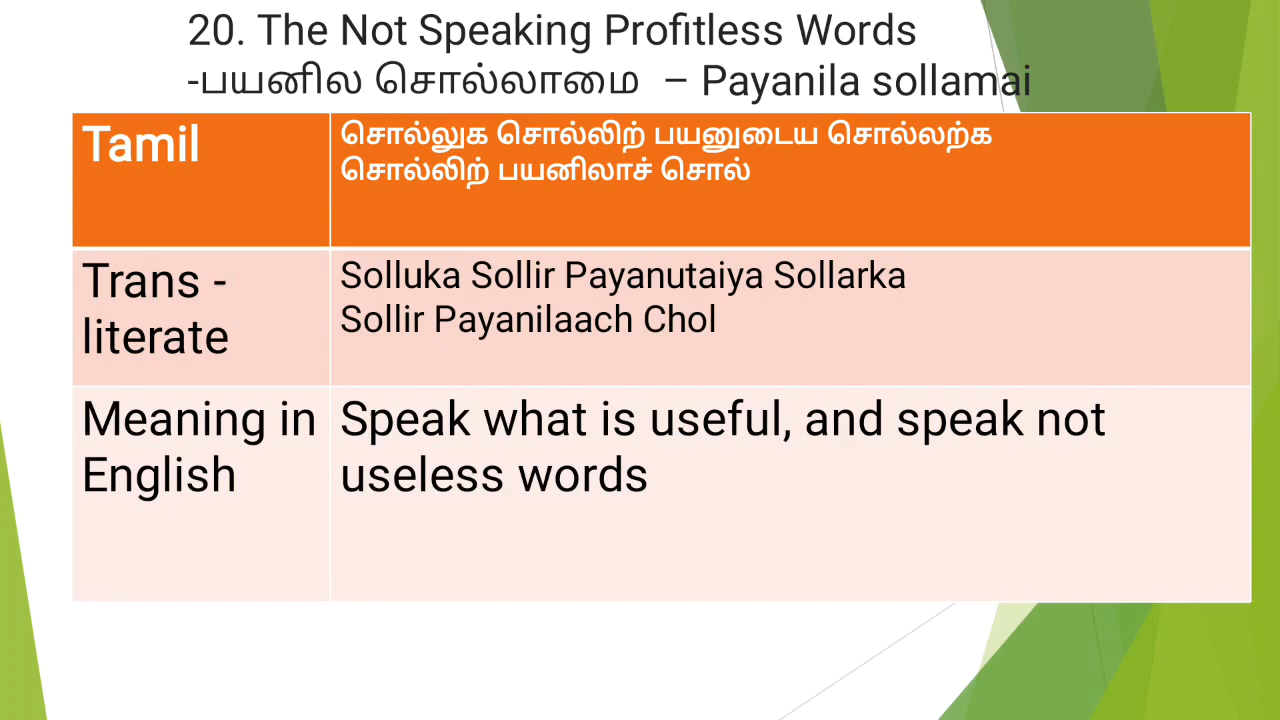 20. The Not Speaking Profitless Words
-பயனில சொல்லாமை – Payanila sollamai
Tamil
சொல்லுக சொல்லிற் பயனுடைய சொல்லற்க
சொல்லிற் பயனிலாச் சொல்
Trans -
literate
Solluka Sollir Payanutaiya Sollarka
Sollir Payanilaach Chol
Meaning in
English
Speak what is useful, and speak not
useless words